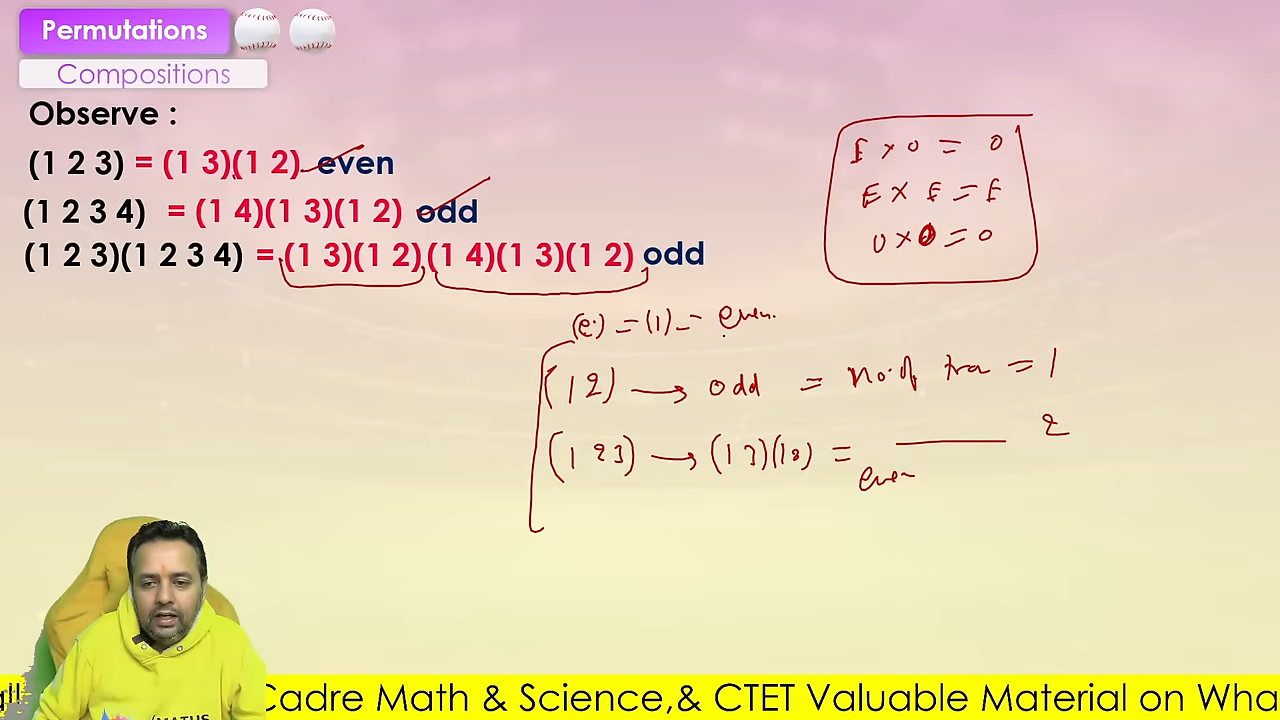 Permutations
Compositions
Observe :
(1 2 3) = (1 3)(1 2) even
(1 2 3 4) = (1 4)(1 3)(1 2) odd
(1 2 3)(1 2 3 4) = (1 3)(1 2)(1 4)(1 3)(1 2) odd
E × O = O
E × E = E
O × O = O
(e) = (1) = even.
(1 2) → odd = no. of tra = 1
(1 2 3) → (1 3)(1 2) = 2
even
Cadre Math & Science,& CTET Valuable Material on Wha